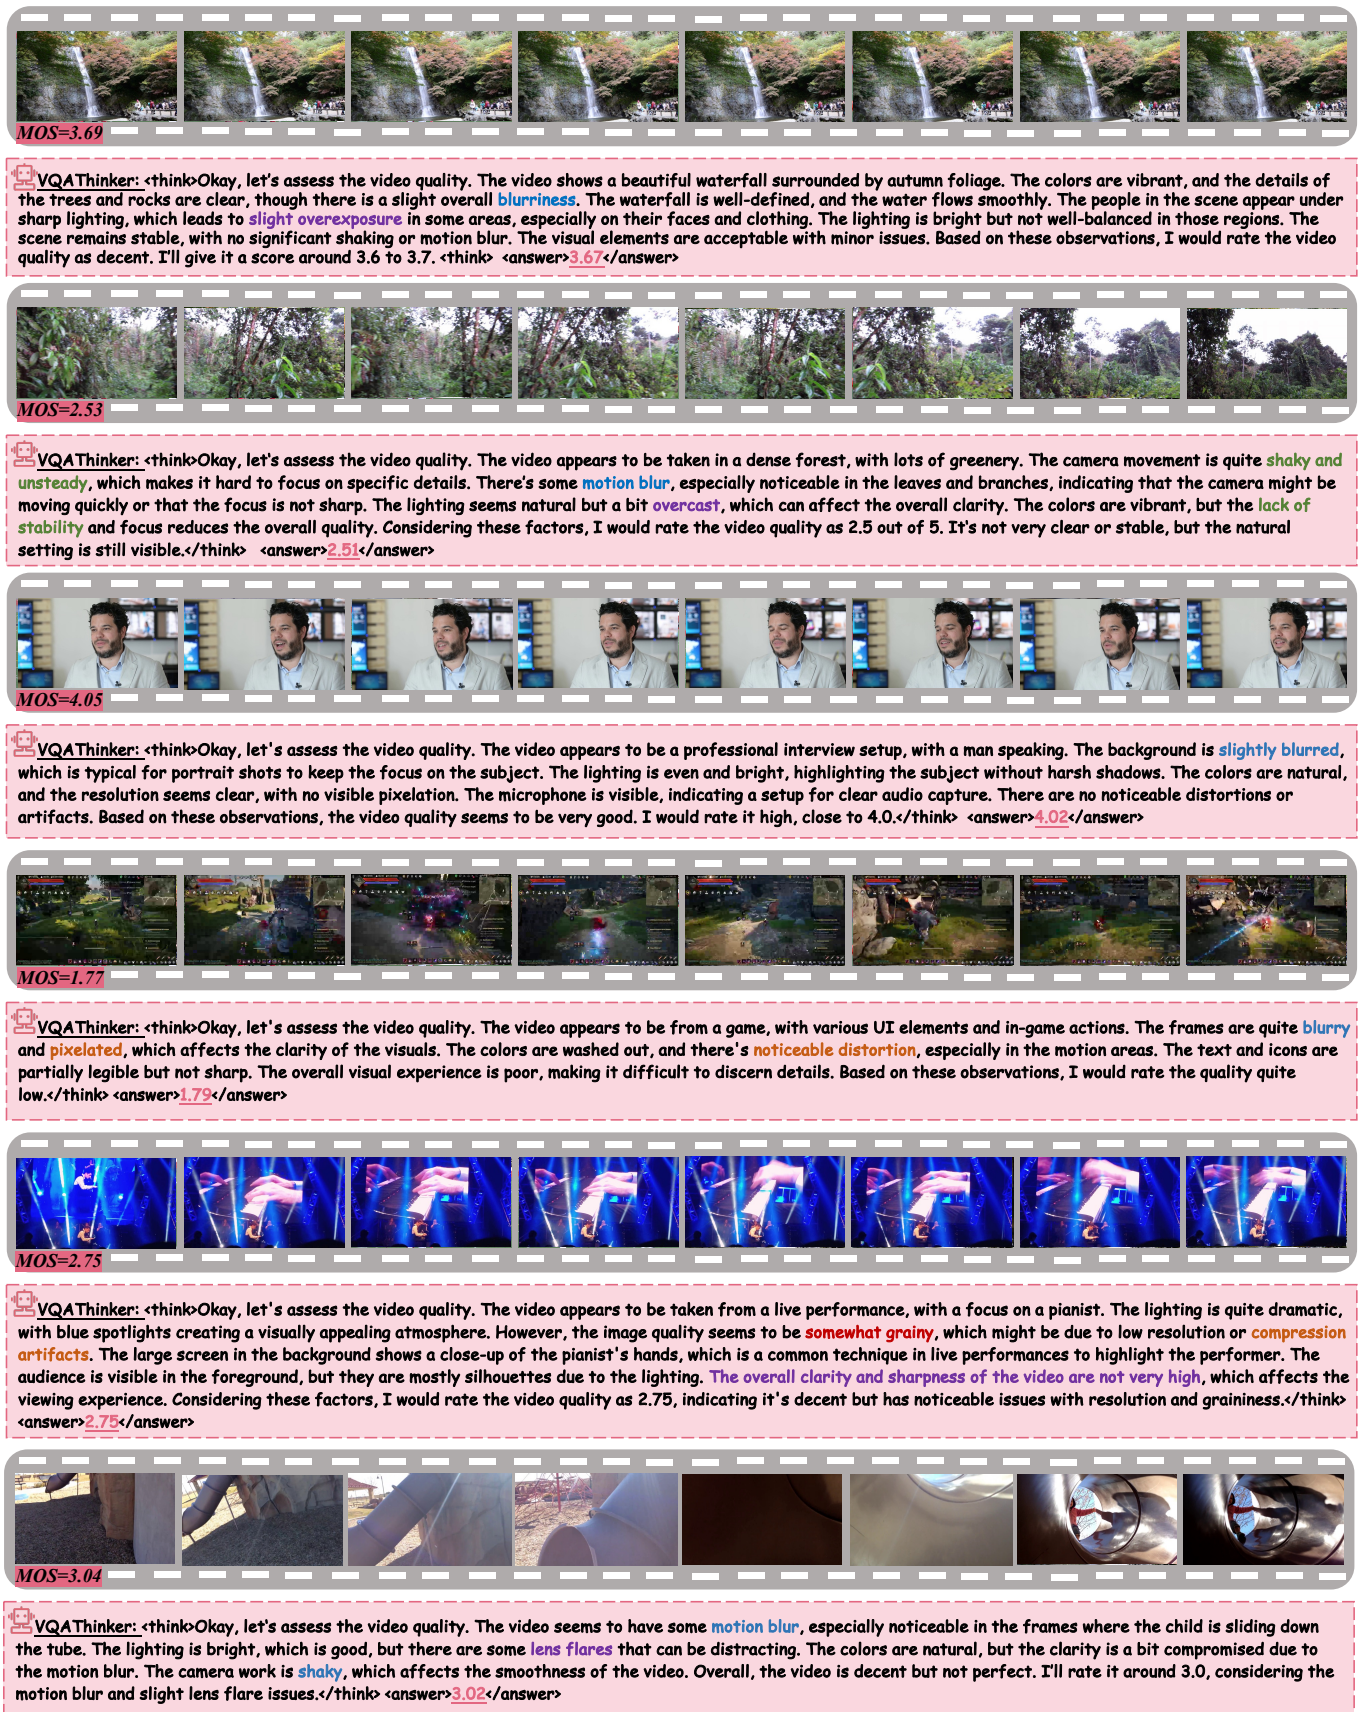 MOS=3.69
VQAThinker: <think>Okay, let's assess the video quality. The video shows a beautiful waterfall surrounded by autumn foliage. The colors are vibrant, and the details of
the trees and rocks are clear, though there is a slight overall blurriness. The waterfall is well-defined, and the water flows smoothly. The people in the scene appear under
sharp lighting, which leads to slight overexposure in some areas, especially on their faces and clothing. The lighting is bright but not well-balanced in those regions. The
scene remains stable, with no significant shaking or motion blur. The visual elements are acceptable with minor issues. Based on these observations, I would rate the video
quality as decent. I'll give it a score around 3.6 to 3.7. <think> <answer>3.67</answer>
MOS=2.53
VQAThinker: <think>Okay, let's assess the video quality. The video appears to be taken in a dense forest, with lots of greenery. The camera movement is quite shaky and
unsteady, which makes it hard to focus on specific details. There's some motion blur, especially noticeable in the leaves and branches, indicating that the camera might be
moving quickly or that the focus is not sharp. The lighting seems natural but a bit overcast, which can affect the overall clarity. The colors are vibrant, but the lack of
stability and focus reduces the overall quality. Considering these factors, I would rate the video quality as 2.5 out of 5. It's not very clear or stable, but the natural
setting is still visible.</think> <answer>2.51</answer>
MOS=4.05
VQAThinker: <think>Okay, let's assess the video quality. The video appears to be a professional interview setup, with a man speaking. The background is slightly blurred,
which is typical for portrait shots to keep the focus on the subject. The lighting is even and bright, highlighting the subject without harsh shadows. The colors are natural,
and the resolution seems clear, with no visible pixelation. The microphone is visible, indicating a setup for clear audio capture. There are no noticeable distortions or
artifacts. Based on these observations, the video quality seems to be very good. I would rate it high, close to 4.0.</think> <answer>4.02</answer>
MOS=1.77
VQAThinker: <think>Okay, let's assess the video quality. The video appears to be from a game, with various UI elements and in-game actions. The frames are quite blurry
and pixelated, which affects the clarity of the visuals. The colors are washed out, and there's noticeable distortion, especially in the motion areas. The text and icons are
partially legible but not sharp. The overall visual experience is poor, making it difficult to discern details. Based on these observations, I would rate the quality quite
low.</think> <answer>1.79</answer>
MOS=2.75
VQAThinker: <think>Okay, let's assess the video quality. The video appears to be taken from a live performance, with a focus on a pianist. The lighting is quite dramatic,
with blue spotlights creating a visually appealing atmosphere. However, the image quality seems to be somewhat grainy, which might be due to low resolution or compression
artifacts. The large screen in the background shows a close-up of the pianist's hands, which is a common technique in live performances to highlight the performer. The
audience is visible in the foreground, but they are mostly silhouettes due to the lighting. The overall clarity and sharpness of the video are not very high, which affects the
viewing experience. Considering these factors, I would rate the video quality as 2.75, indicating it's decent but has noticeable issues with resolution and graininess.</think>
<answer>2.75</answer>
MOS=3.04
VQAThinker: <think>Okay, let's assess the video quality. The video seems to have some motion blur, especially noticeable in the frames where the child is sliding down
the tube. The lighting is bright, which is good, but there are some lens flares that can be distracting. The colors are natural, but the clarity is a bit compromised due to
the motion blur. The camera work is shaky, which affects the smoothness of the video. Overall, the video is decent but not perfect. I'll rate it around 3.0, considering the
motion blur and slight lens flare issues.</think> <answer>3.02</answer>